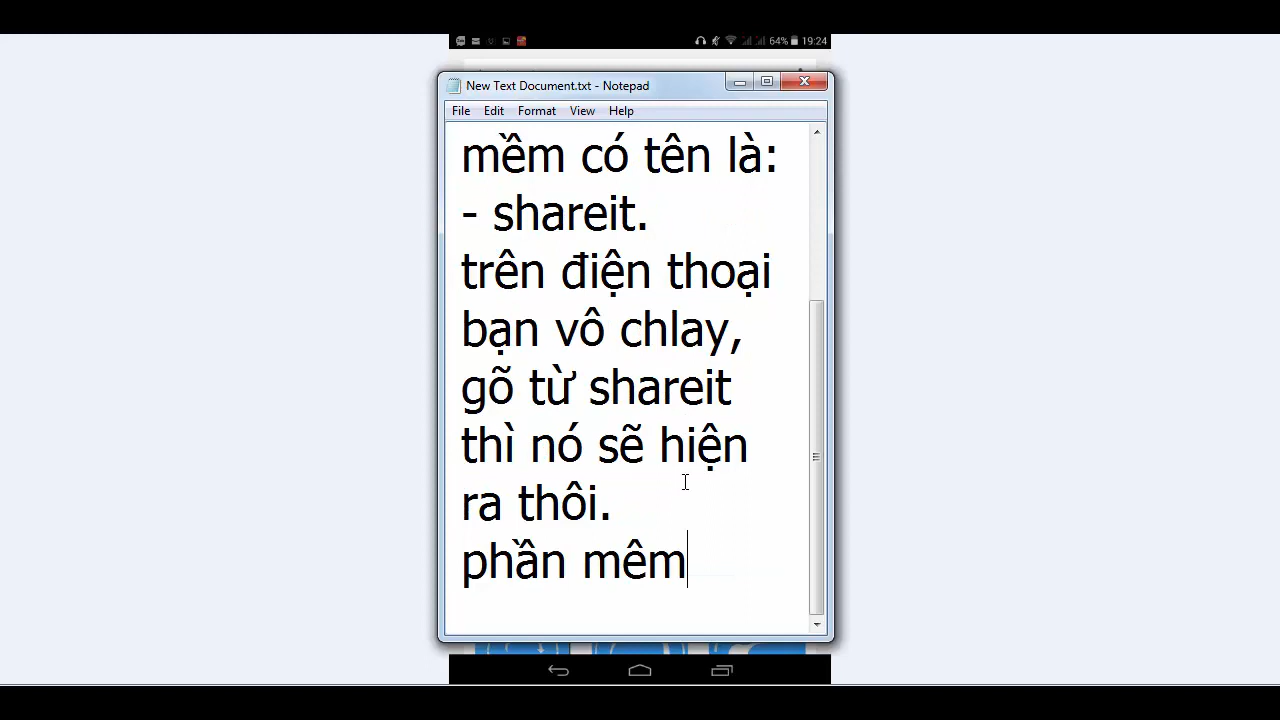 64% 19:24
New Text Document.txt - Notepad
File Edit Format View Help
mềm có tên là:
- shareit.
trên điện thoại
bạn vô chlay,
gõ từ shareit
thì nó sẽ hiện
ra thôi.
phần mêm